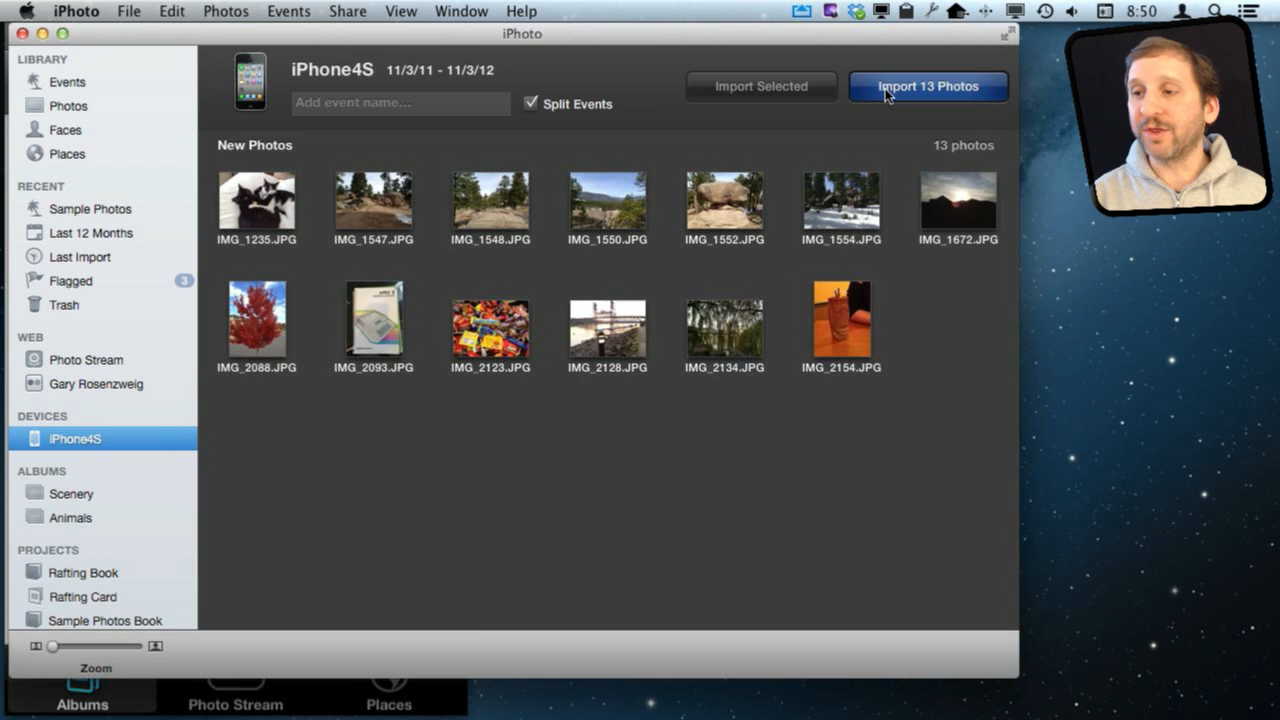 iPhoto File Edit Photos Events Share View Window Help 8:50
iPhoto
LIBRARY
Events
Photos
Faces
Places
RECENT
Sample Photos
Last 12 Months
Last Import
Flagged 3
Trash
WEB
Photo Stream
Gary Rosenzweig
DEVICES
iPhone4S
ALBUMS
Scenery
Animals
PROJECTS
Rafting Book
Rafting Card
Sample Photos Book
Zoom
iPhone4S 11/3/11 - 11/3/12
Add event name...
Split Events
Import Selected
Import 13 Photos
New Photos 13 photos
IMG_1235.JPG IMG_1547.JPG IMG_1548.JPG IMG_1550.JPG IMG_1552.JPG IMG_1554.JPG IMG_1672.JPG
IMG_2088.JPG IMG_2093.JPG IMG_2123.JPG IMG_2128.JPG IMG_2134.JPG IMG_2154.JPG
Albums Photo Stream Places